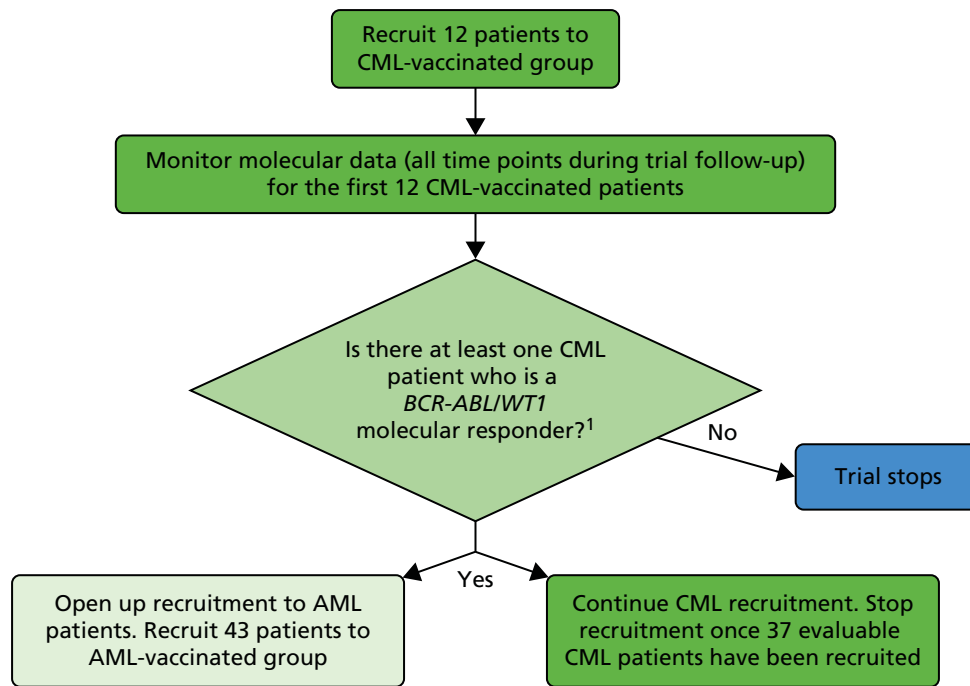 Recruit 12 patients to
CML-vaccinated group
Monitor molecular data (all time points during trial follow-up)
for the first 12 CML-vaccinated patients
Is there at least one CML
patient who is a
BCR-ABL/WT1
molecular responder?¹
No
Trial stops
Yes
Open up recruitment to AML
patients. Recruit 43 patients to
AML-vaccinated group
Continue CML recruitment. Stop
recruitment once 37 evaluable
CML patients have been recruited